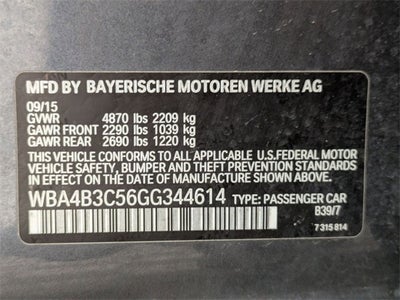 MFD BY BAYERISCHE MOTOREN WERKE AG
09/15
GVWR 4870 lbs 2209 kg
GAWR FRONT 2290 lbs 1039 kg
GAWR REAR 2690 lbs 1220 kg
THIS VEHICLE CONFORMS TO ALL APPLICABLE U.S.FEDERAL MOTOR
VEHICLE SAFETY, BUMPER AND THEFT PREVENTION STANDARDS
IN EFFECT ON THE DATE OF MANUFACTURE SHOWN ABOVE.
WBA4B3C56GG344614 TYPE: PASSENGER CAR
B39/7
7 315 814